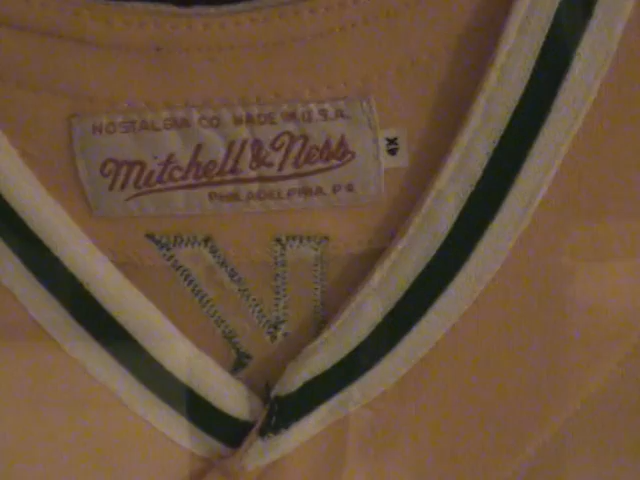 NOSTALGIA CO. MADE IN U.S.A.
Mitchell & Ness
PHILADELPHIA, PA
4X